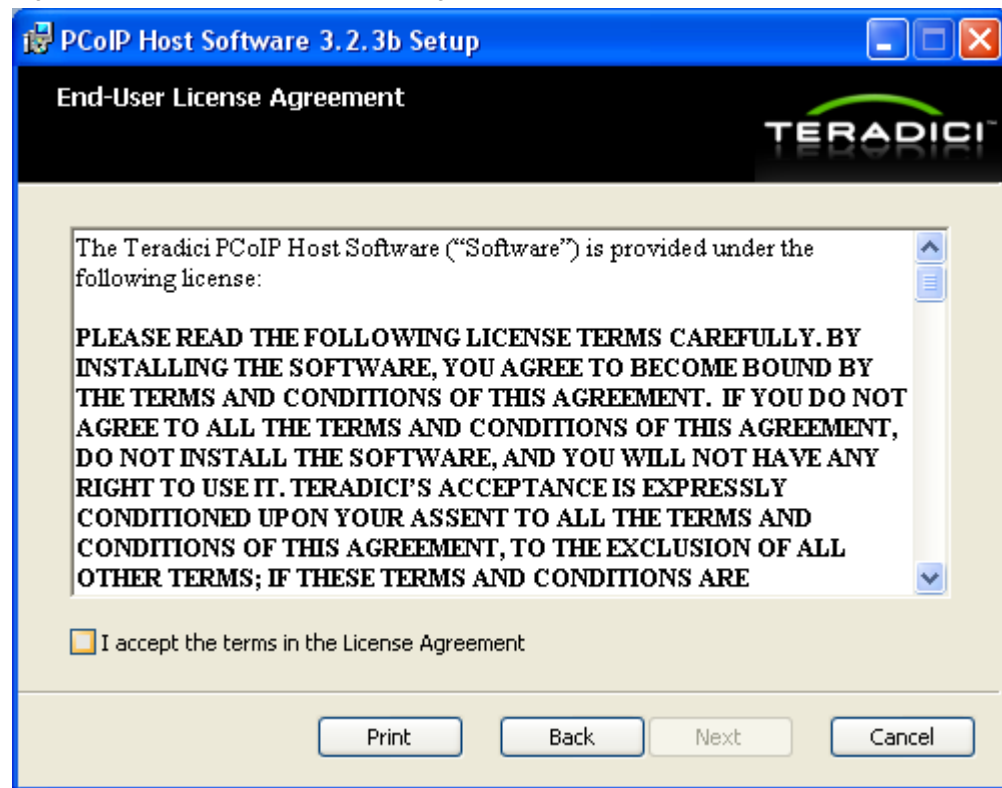 PCoIP Host Software 3.2.3b Setup
End-User License Agreement
TERADICI™
The Teradici PCoIP Host Software (“Software”) is provided under the
following license:
PLEASE READ THE FOLLOWING LICENSE TERMS CAREFULLY. BY
INSTALLING THE SOFTWARE, YOU AGREE TO BECOME BOUND BY
THE TERMS AND CONDITIONS OF THIS AGREEMENT.  IF YOU DO NOT
AGREE TO ALL THE TERMS AND CONDITIONS OF THIS AGREEMENT,
DO NOT INSTALL THE SOFTWARE, AND YOU WILL NOT HAVE ANY
RIGHT TO USE IT. TERADICI’S ACCEPTANCE IS EXPRESSLY
CONDITIONED UPON YOUR ASSENT TO ALL THE TERMS AND
CONDITIONS OF THIS AGREEMENT, TO THE EXCLUSION OF ALL
OTHER TERMS; IF THESE TERMS AND CONDITIONS ARE
I accept the terms in the License Agreement
Print Back Next Cancel